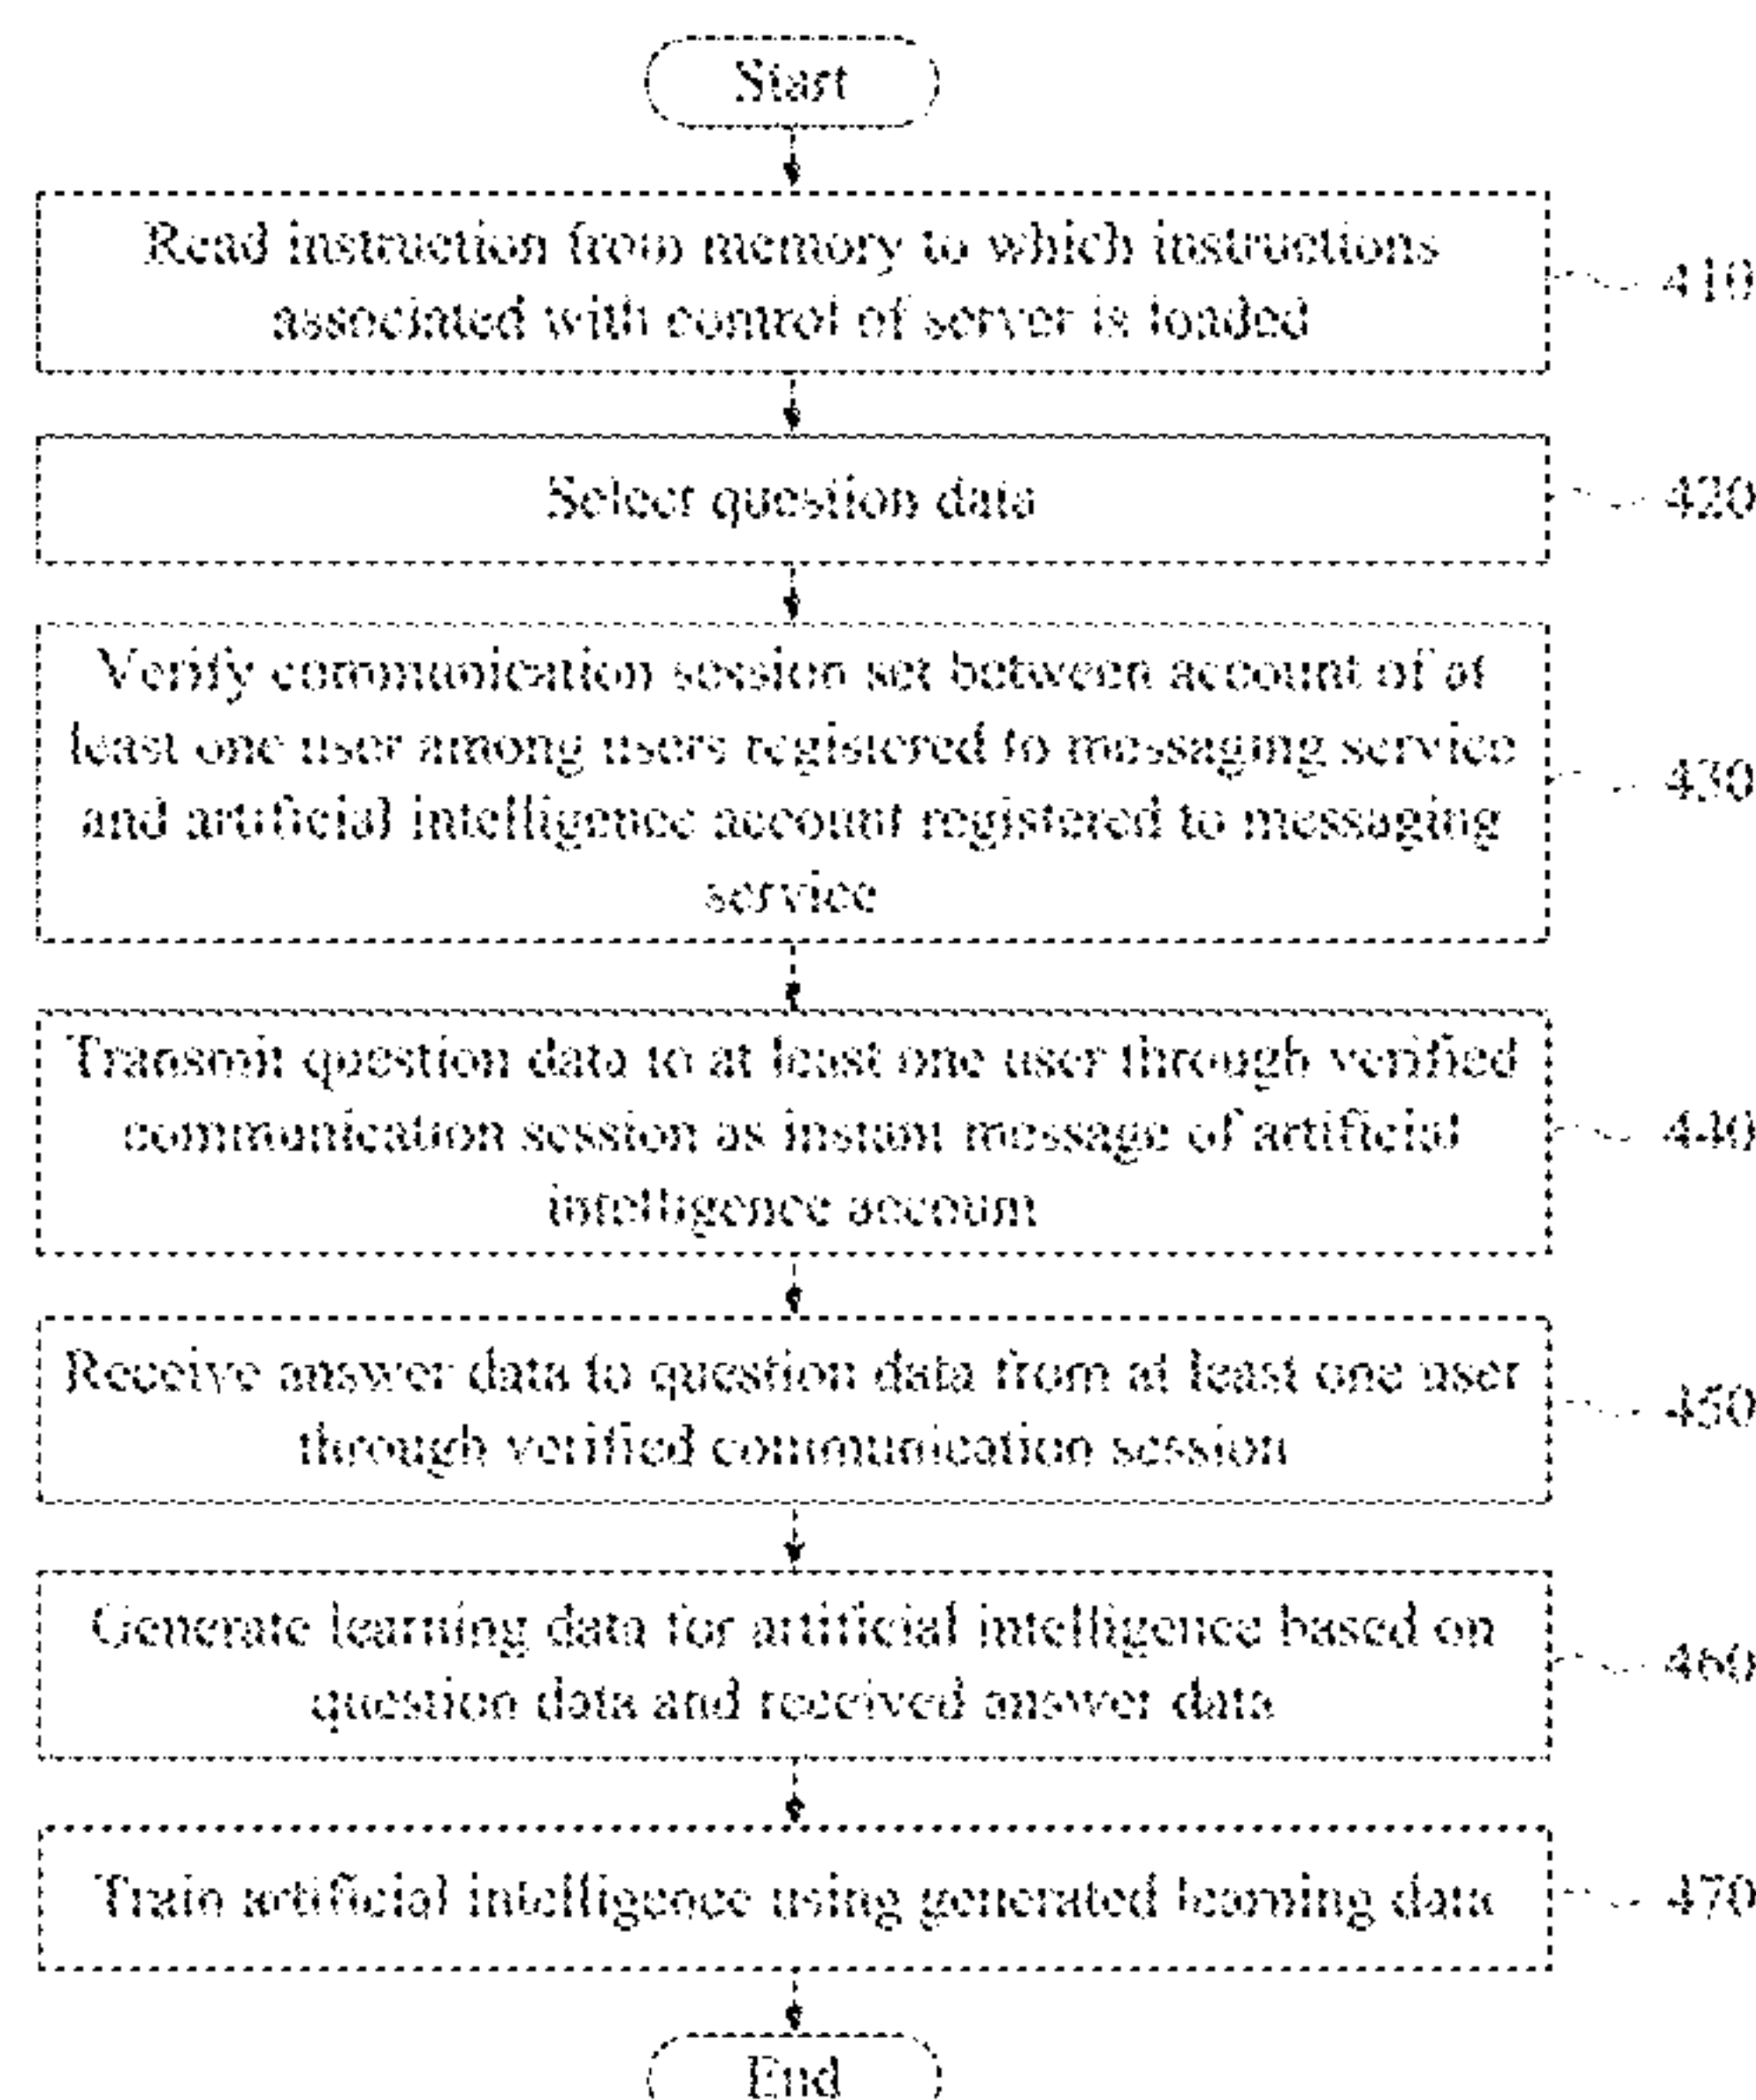 Start
Read instruction from memory to which instructions
associated with control of server is loaded
410
Select question data
420
Verify communication session set between account of at
least one user among users registered to messaging service
and artificial intelligence account registered to messaging
service
430
Transmit question data to at least one user through verified
communication session as instant message of artificial
intelligence account
440
Receive answer data to question data from at least one user
through verified communication session
450
Generate learning data for artificial intelligence based on
question data and received answer data
460
Train artificial intelligence using generated learning data
470
End